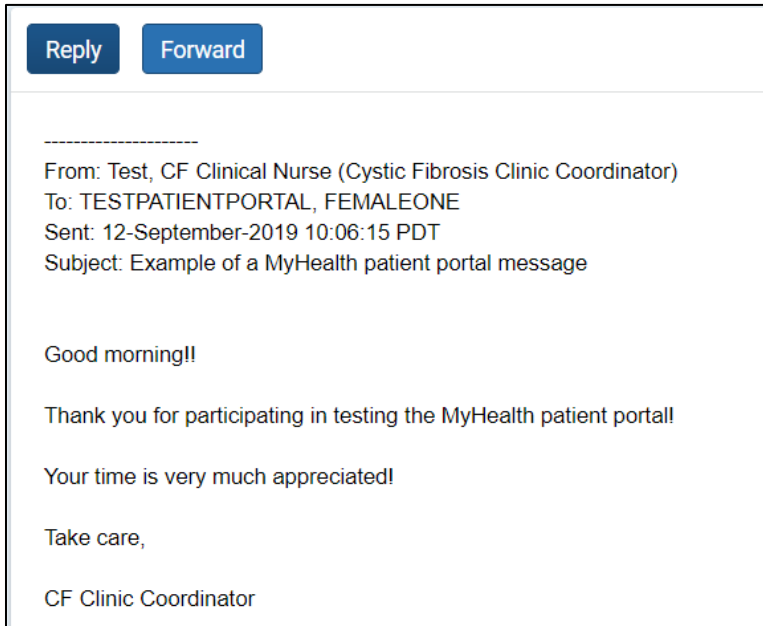 Reply Forward
---------------------
From: Test, CF Clinical Nurse (Cystic Fibrosis Clinic Coordinator)
To: TESTPATIENTPORTAL, FEMALEONE
Sent: 12-September-2019 10:06:15 PDT
Subject: Example of a MyHealth patient portal message
Good morning!!
Thank you for participating in testing the MyHealth patient portal!
Your time is very much appreciated!
Take care,
CF Clinic Coordinator